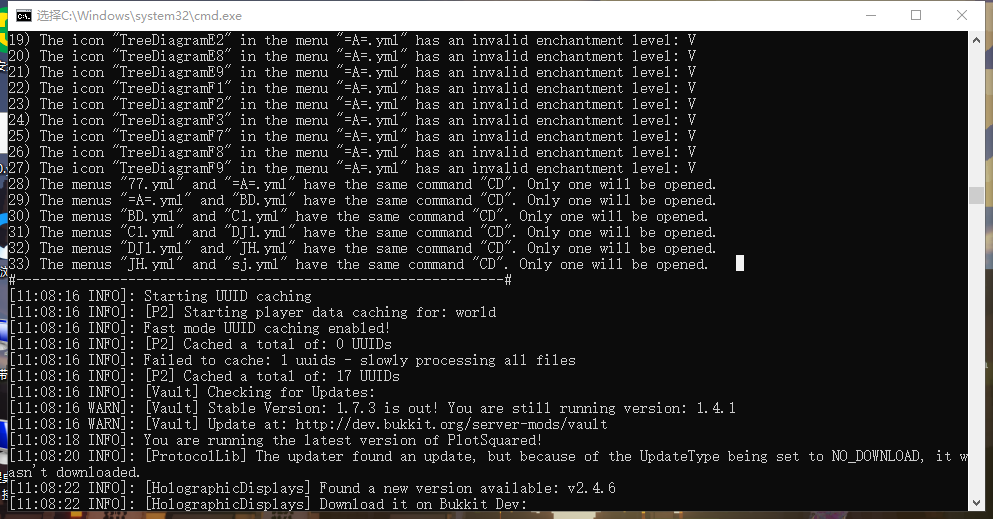 选择C:\Windows\system32\cmd.exe
19) The icon "TreeDiagramE2" in the menu "=A=.yml" has an invalid enchantment level: V
20) The icon "TreeDiagramE8" in the menu "=A=.yml" has an invalid enchantment level: V
21) The icon "TreeDiagramE9" in the menu "=A=.yml" has an invalid enchantment level: V
22) The icon "TreeDiagramF1" in the menu "=A=.yml" has an invalid enchantment level: V
23) The icon "TreeDiagramF2" in the menu "=A=.yml" has an invalid enchantment level: V
24) The icon "TreeDiagramF3" in the menu "=A=.yml" has an invalid enchantment level: V
25) The icon "TreeDiagramF7" in the menu "=A=.yml" has an invalid enchantment level: V
26) The icon "TreeDiagramF8" in the menu "=A=.yml" has an invalid enchantment level: V
27) The icon "TreeDiagramF9" in the menu "=A=.yml" has an invalid enchantment level: V
28) The menus "77.yml" and "=A=.yml" have the same command "CD". Only one will be opened.
29) The menus "=A=.yml" and "BD.yml" have the same command "CD". Only one will be opened.
30) The menus "BD.yml" and "C1.yml" have the same command "CD". Only one will be opened.
31) The menus "C1.yml" and "DJ1.yml" have the same command "CD". Only one will be opened.
32) The menus "DJ1.yml" and "JH.yml" have the same command "CD". Only one will be opened.
33) The menus "JH.yml" and "sj.yml" have the same command "CD". Only one will be opened.
#-------------------------------------------------------------#
[11:08:16 INFO]: Starting UUID caching
[11:08:16 INFO]: [P2] Starting player data caching for: world
[11:08:16 INFO]: Fast mode UUID caching enabled!
[11:08:16 INFO]: [P2] Cached a total of: 0 UUIDs
[11:08:16 INFO]: Failed to cache: 1 uuids - slowly processing all files
[11:08:16 INFO]: [P2] Cached a total of: 17 UUIDs
[11:08:16 INFO]: [Vault] Checking for Updates:
[11:08:16 WARN]: [Vault] Stable Version: 1.7.3 is out! You are still running version: 1.4.1
[11:08:16 WARN]: [Vault] Update at: http://dev.bukkit.org/server-mods/vault
[11:08:18 INFO]: You are running the latest version of PlotSquared!
[11:08:20 INFO]: [ProtocolLib] The updater found an update, but because of the UpdateType being set to NO_DOWNLOAD, it w
asn't downloaded.
[11:08:22 INFO]: [HolographicDisplays] Found a new version available: v2.4.6
[11:08:22 INFO]: [HolographicDisplays] Download it on Bukkit Dev: